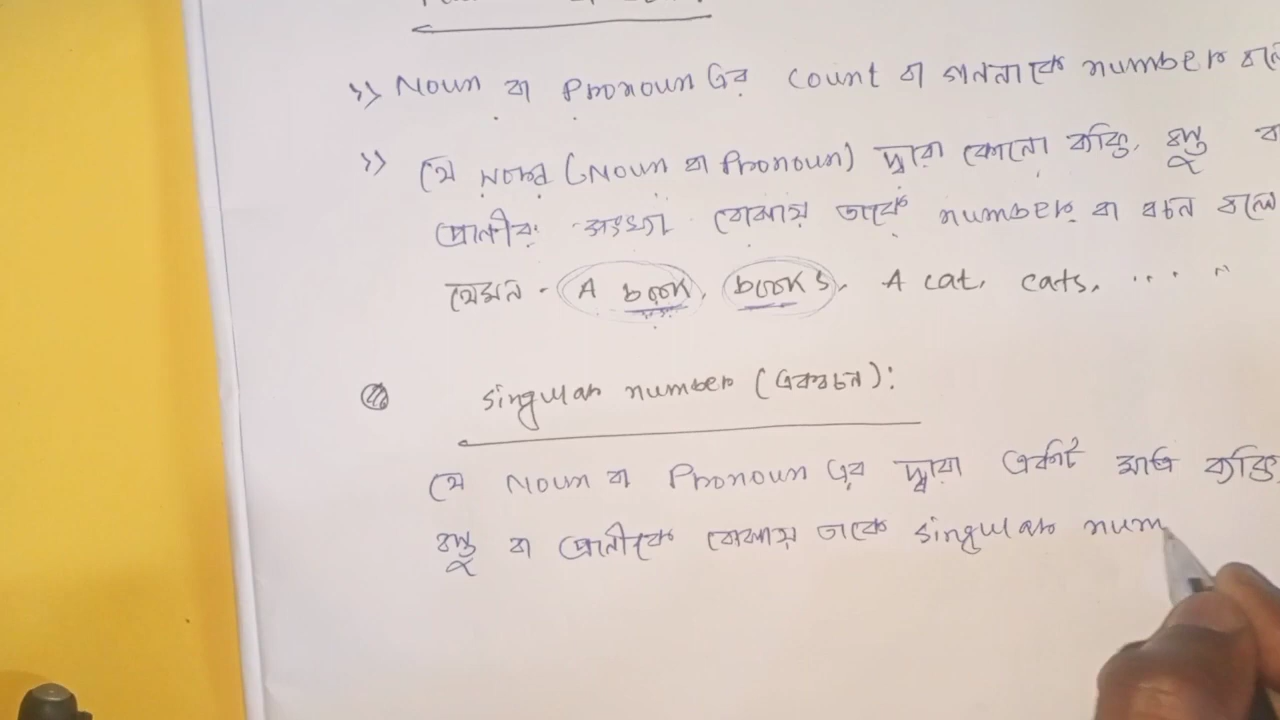 >> Noun বা Pronoun এর count বা গননাকে number বলে
>> যে word (Noun বা Pronoun) দ্বারা কোনো ব্যক্তি, বস্তু বা
প্রানীর সংখ্যা বোঝায় তাকে number বা বচন বলে
যেমন - A book, books, A cat, cats, ....
singular number (একবচন):
যে Noun বা Pronoun এর দ্বারা একটি মাত্র ব্যক্তি,
বস্তু বা প্রানীকে বোঝায় তাকে singular num